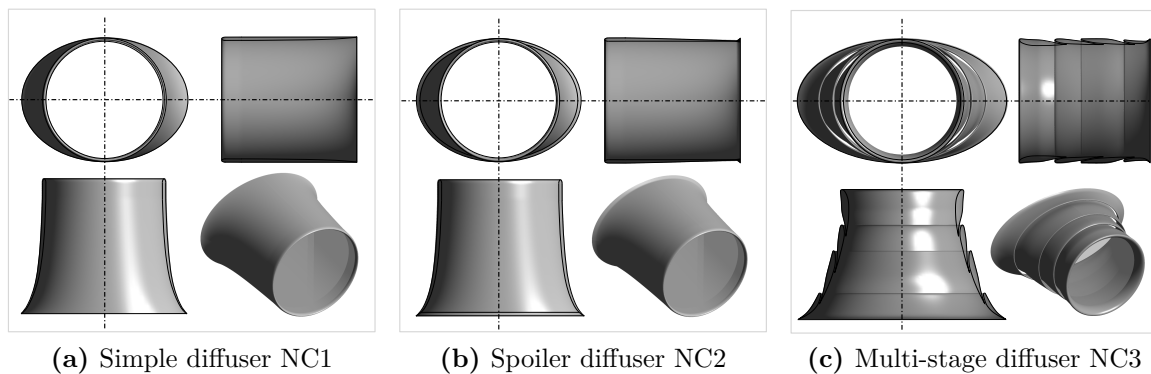 (a) Simple diffuser NC1
(b) Spoiler diffuser NC2
(c) Multi-stage diffuser NC3